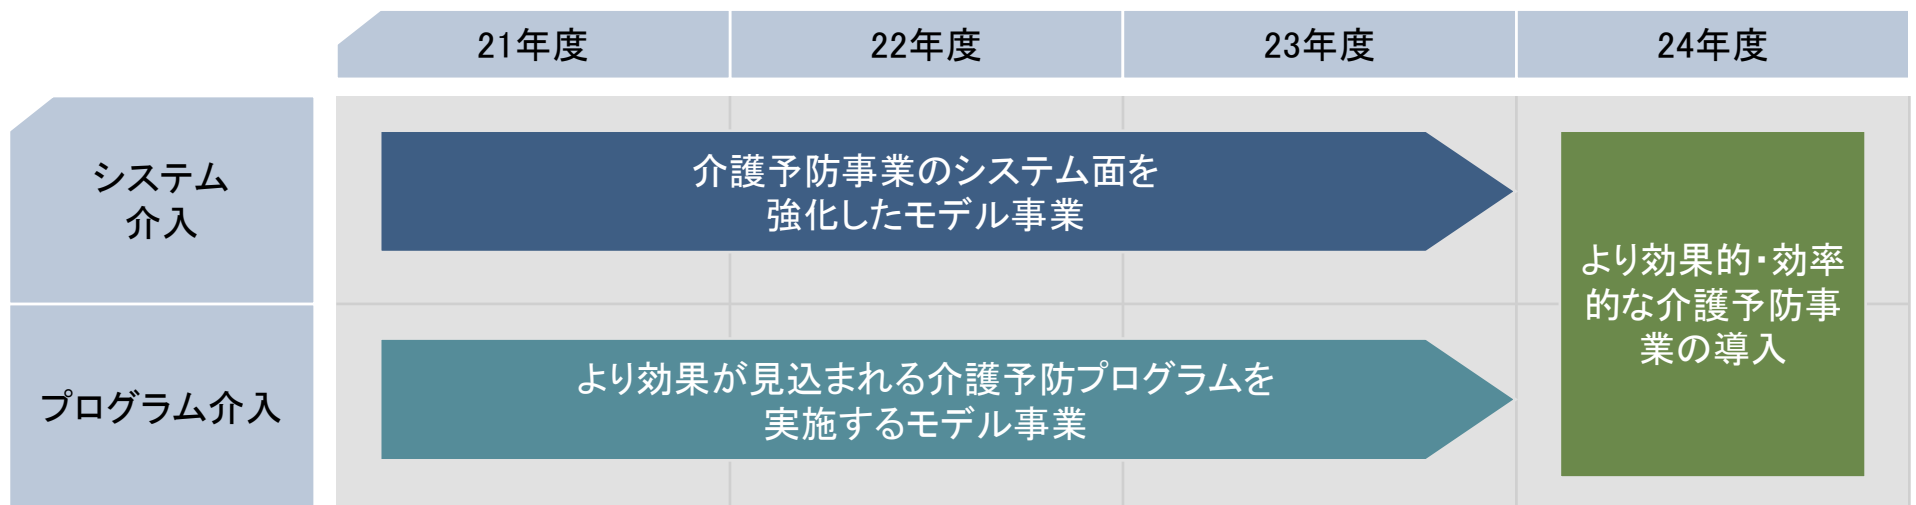 21年度
22年度
23年度
24年度
システム
介入
介護予防事業のシステム面を
強化したモデル事業
プログラム介入
より効果が見込まれる介護予防プログラムを
実施するモデル事業
より効果的・効率
的な介護予防事
業の導入